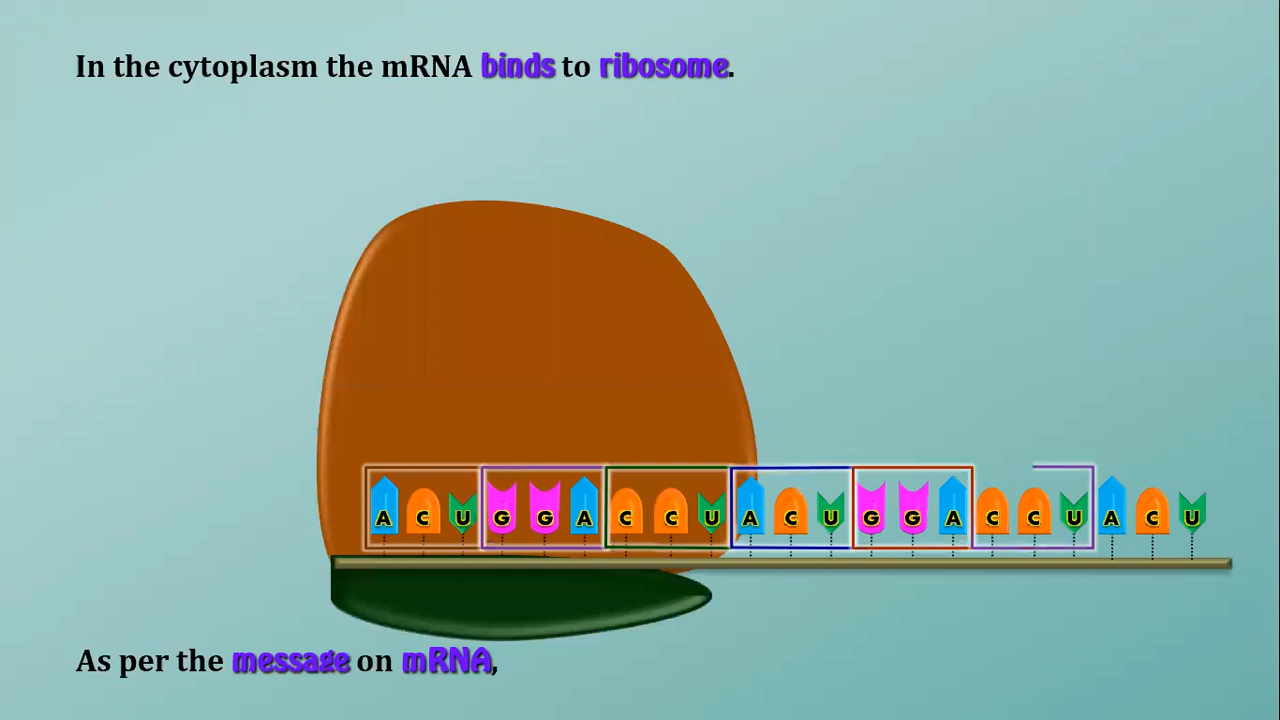 In the cytoplasm the mRNA binds to ribosome.
A C U G G A C C U A C U G G A C C U A C U
As per the message on mRNA,